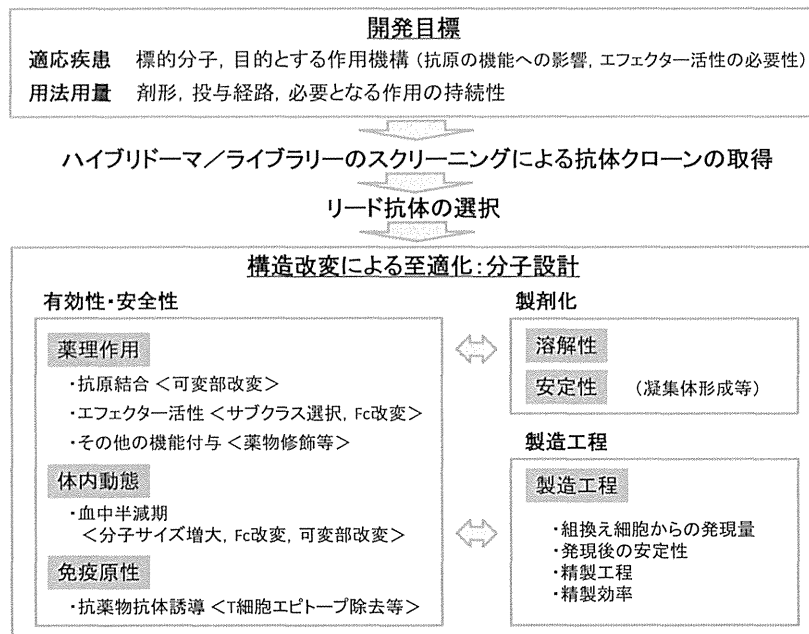 開発目標
適応疾患 標的分子, 目的とする作用機構 (抗原の機能への影響, エフェクター活性の必要性)
用法用量 剤形, 投与経路, 必要となる作用の持続性
ハイブリドーマ／ライブラリーのスクリーニングによる抗体クローンの取得
リード抗体の選択
構造改変による至適化：分子設計
有効性・安全性
薬理作用
・抗原結合 ＜可変部改変＞
・エフェクター活性 ＜サブクラス選択, Fc改変＞
・その他の機能付与 ＜薬物修飾等＞
体内動態
・血中半減期
＜分子サイズ増大, Fc改変, 可変部改変＞
免疫原性
・抗薬物抗体誘導 ＜T細胞エピトープ除去等＞
製剤化
溶解性
安定性 (凝集体形成等)
製造工程
製造工程
・組換え細胞からの発現量
・発現後の安定性
・精製工程
・精製効率